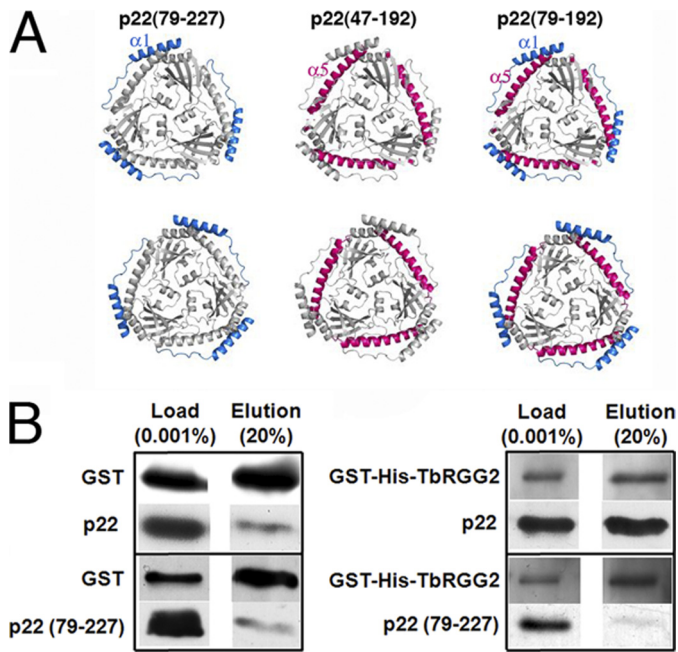 A
p22(79-227) p22(47-192) p22(79-192)
α1 α5 α1 α5
B
Load Elution Load Elution
(0.001%) (20%) (0.001%) (20%)
GST GST-His-TbRGG2
p22 p22
GST GST-His-TbRGG2
p22 (79-227) p22 (79-227)